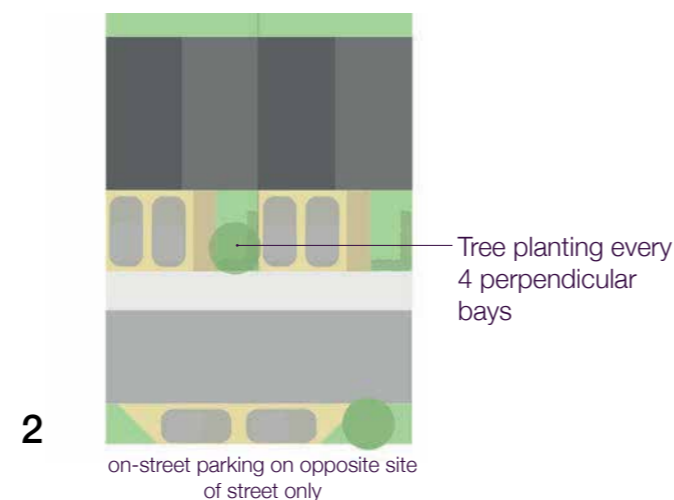 Tree planting every
4 perpendicular
bays
2
on-street parking on opposite site
of street only